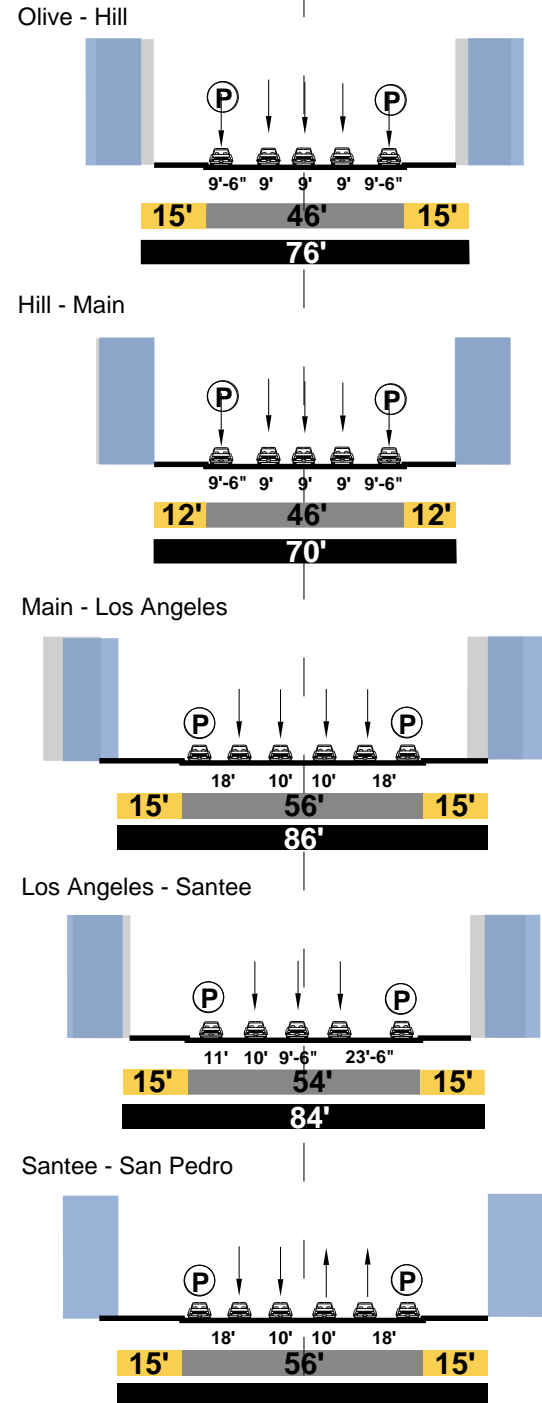 Olive - Hill
P P
9'-6" 9' 9' 9' 9'-6"
15' 46' 15'
76'
Hill - Main
P P
9'-6" 9' 9' 9' 9'-6"
12' 46' 12'
70'
Main - Los Angeles
P P
18' 10' 10' 18'
15' 56' 15'
86'
Los Angeles - Santee
P P
11' 10' 9'-6" 23'-6"
15' 54' 15'
84'
Santee - San Pedro
P P
18' 10' 10' 18'
15' 56' 15'